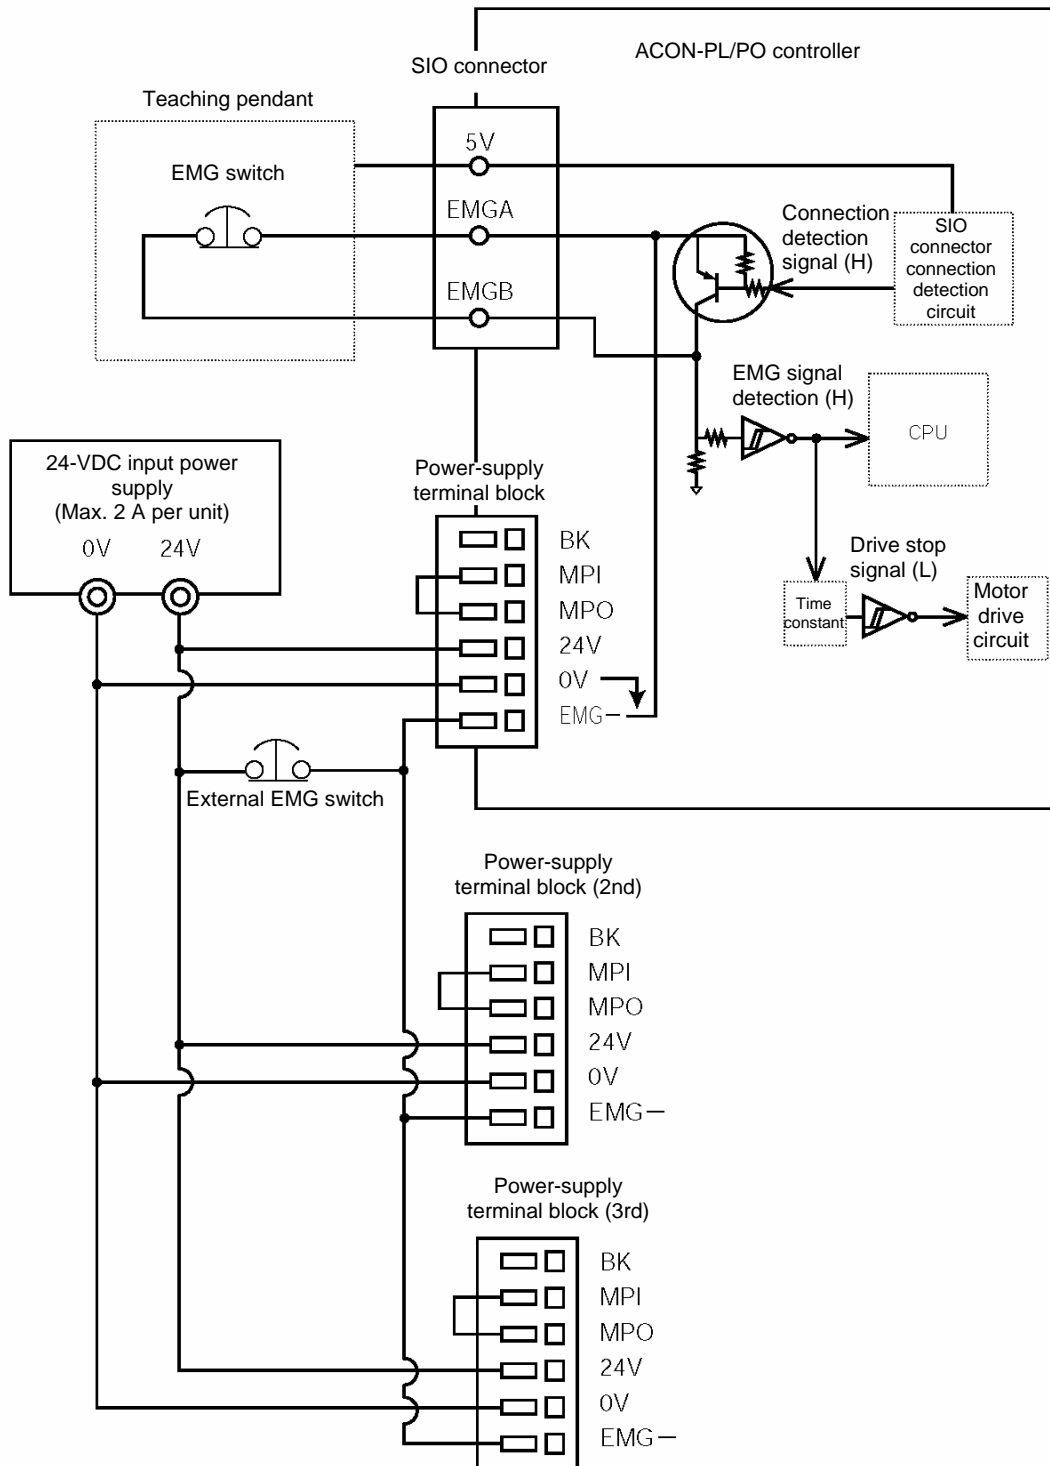 ACON-PL/PO controller
SIO connector
Teaching pendant
5V
EMG switch
EMGA
Connection
detection
signal (H)
SIO
connector
connection
detection
circuit
EMGB
EMG signal
detection (H)
CPU
24-VDC input power
supply
(Max. 2 A per unit)
0V 24V
Power-supply
terminal block
BK
MPI
MPO
24V
0V
EMG−
Drive stop
signal (L)
Time
constant
Motor
drive
circuit
External EMG switch
Power-supply
terminal block (2nd)
BK
MPI
MPO
24V
0V
EMG−
Power-supply
terminal block (3rd)
BK
MPI
MPO
24V
0V
EMG−